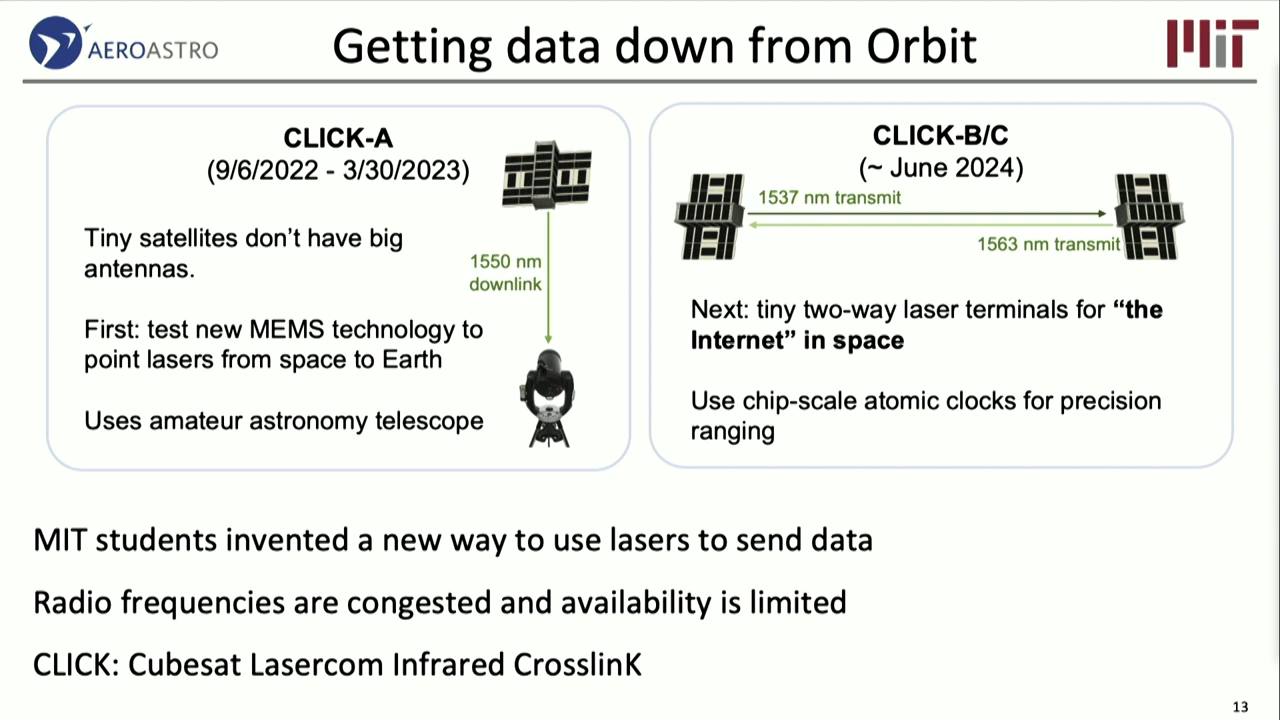 AEROASTRO
Getting data down from Orbit
MIT
CLICK-A
(9/6/2022 - 3/30/2023)
Tiny satellites don’t have big
antennas.
1550 nm
downlink
First: test new MEMS technology to
point lasers from space to Earth
Uses amateur astronomy telescope
CLICK-B/C
(~ June 2024)
1537 nm transmit
1563 nm transmit
Next: tiny two-way laser terminals for “the
Internet” in space
Use chip-scale atomic clocks for precision
ranging
MIT students invented a new way to use lasers to send data
Radio frequencies are congested and availability is limited
CLICK: Cubesat Lasercom Infrared CrosslinK
13